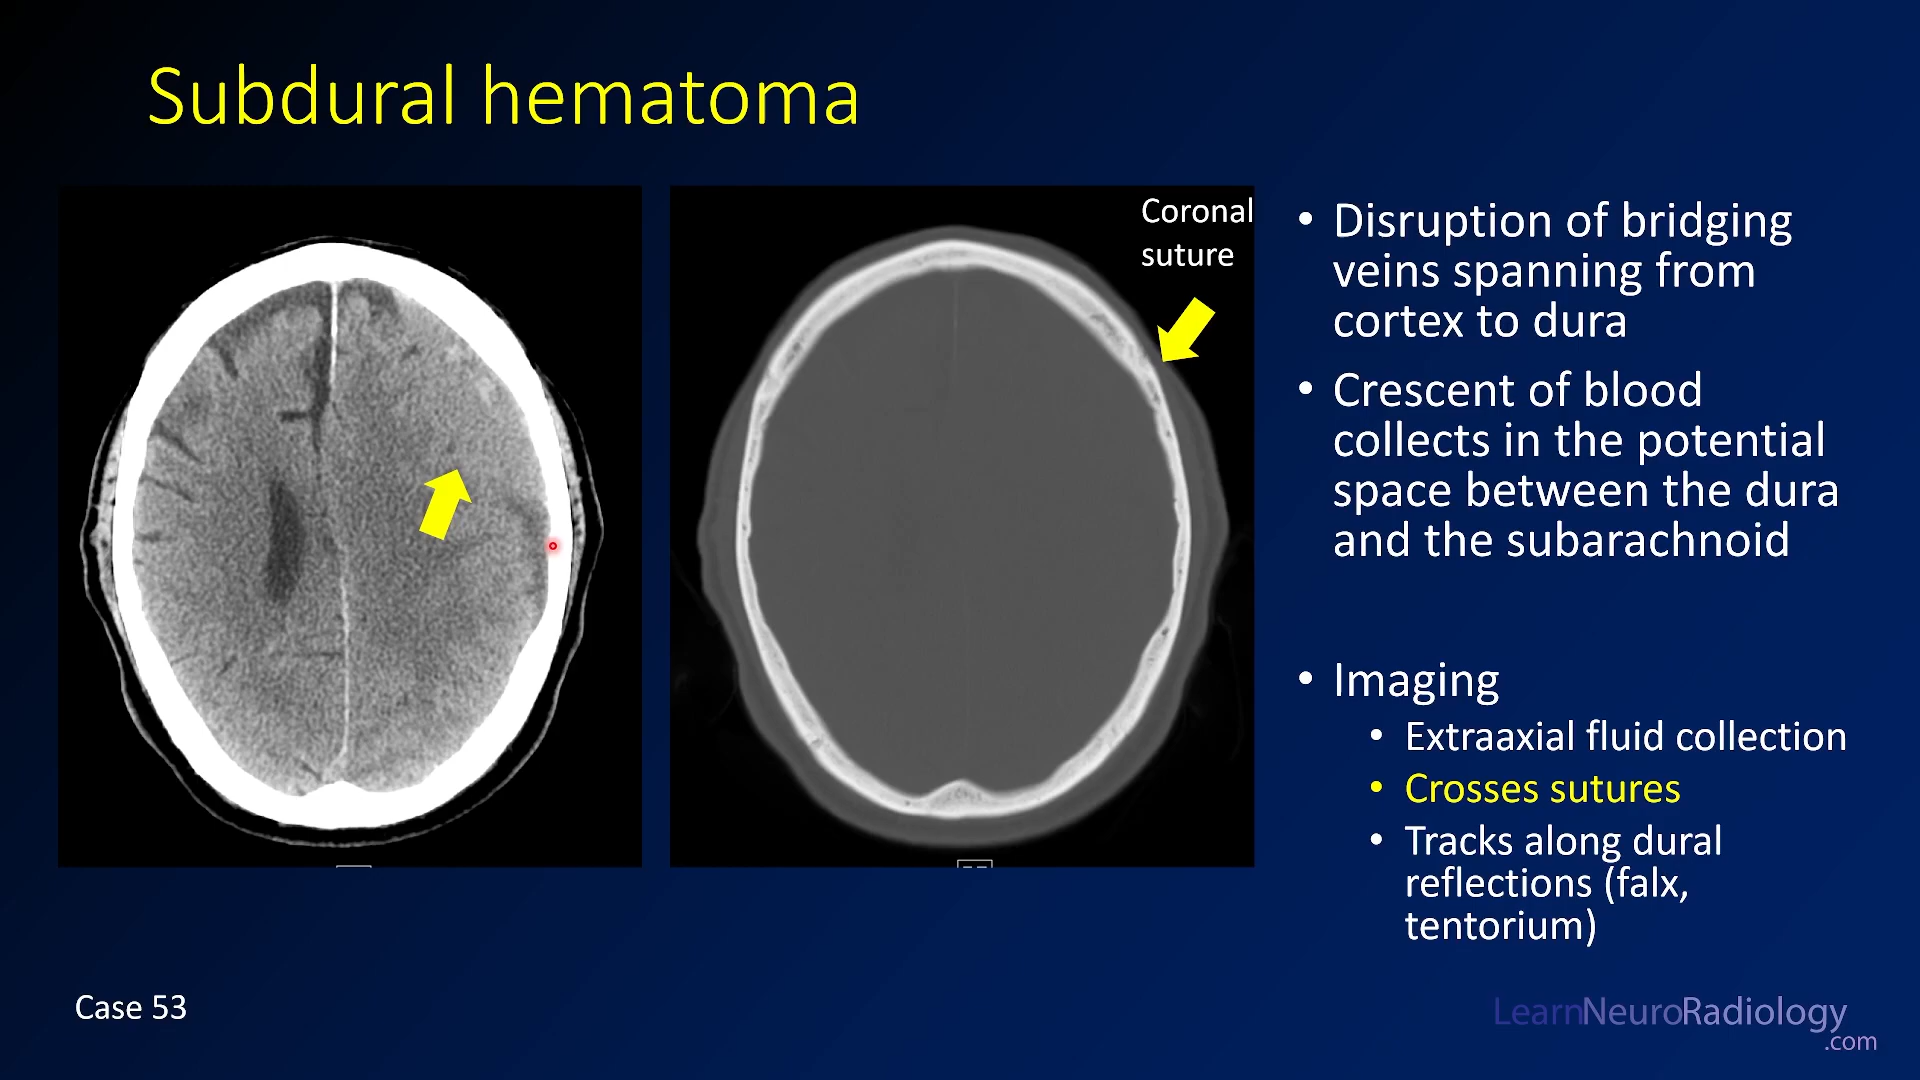 Subdural hematoma
Coronal
suture
• Disruption of bridging
veins spanning from
cortex to dura
• Crescent of blood
collects in the potential
space between the dura
and the subarachnoid
• Imaging
• Extraaxial fluid collection
• Crosses sutures
• Tracks along dural
reflections (falx,
tentorium)
Case 53
LearnNeuroRadiology
.com